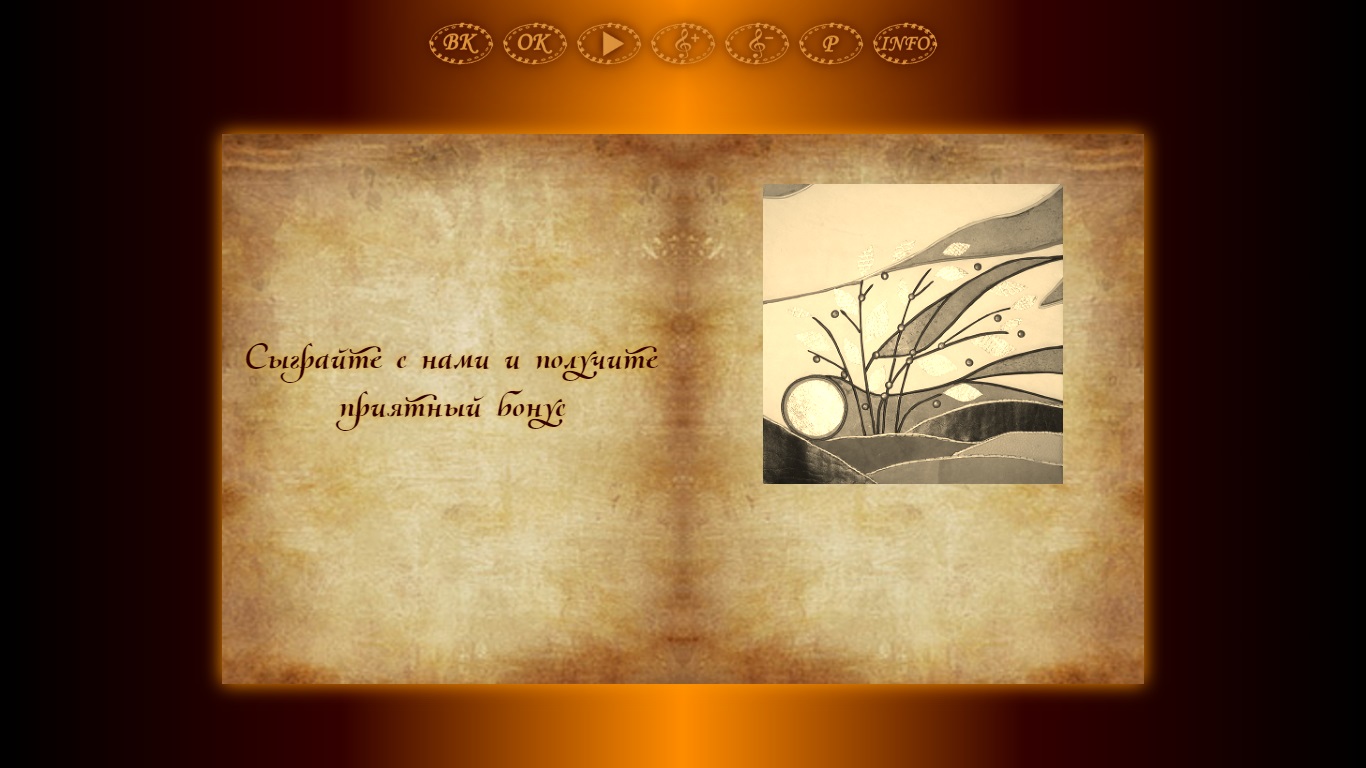 ВК
ОК
P
INFO
Сыграйте с нами и получите
приятный бонус